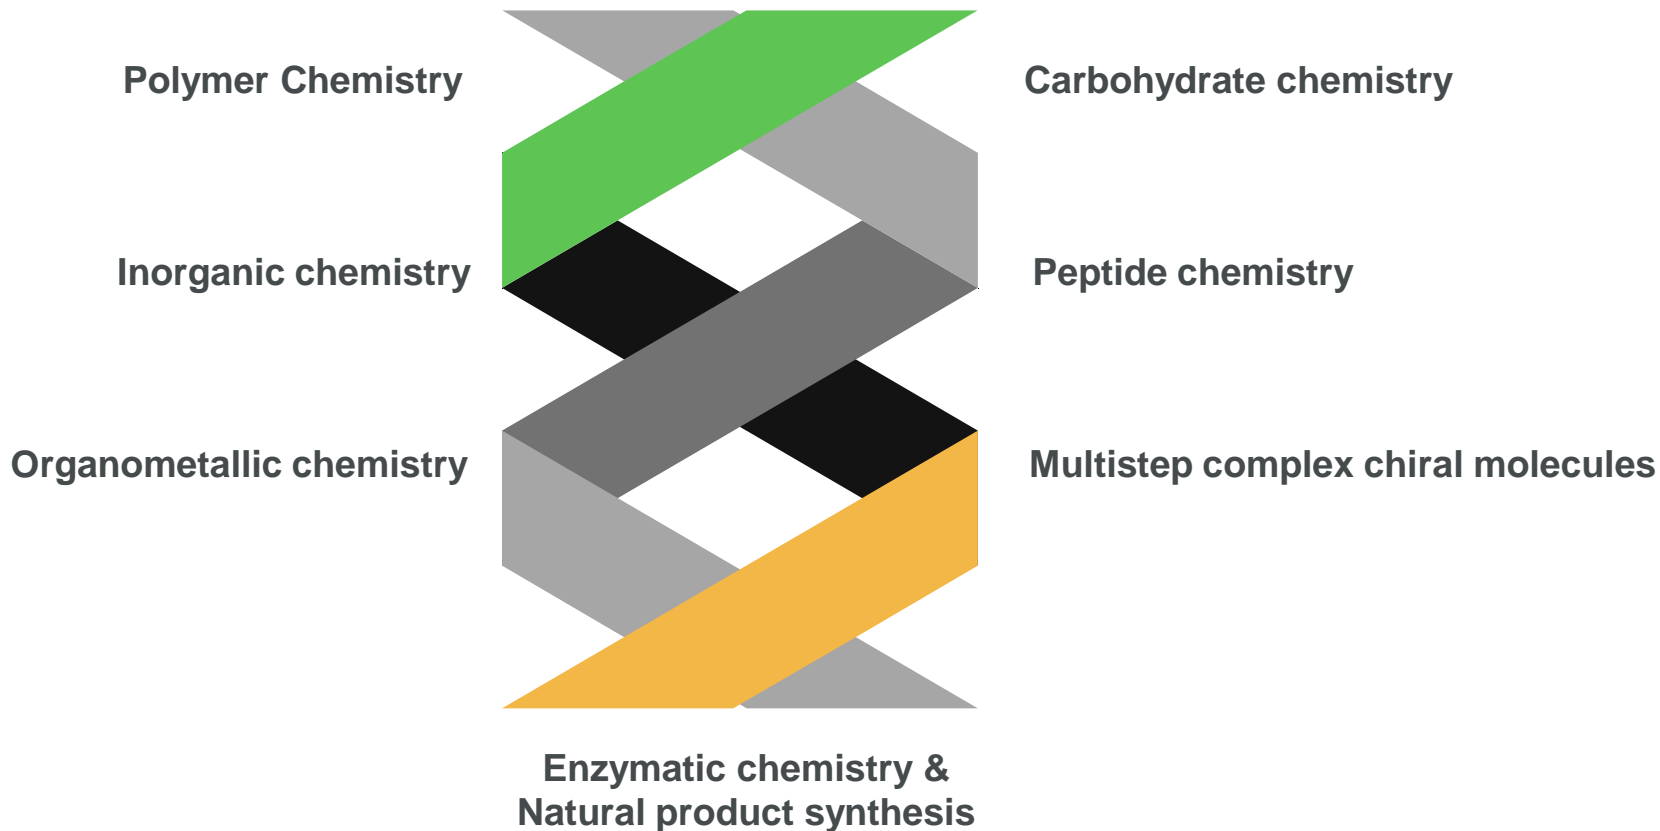 Polymer Chemistry
Carbohydrate chemistry
Inorganic chemistry
Peptide chemistry
Organometallic chemistry
Multistep complex chiral molecules
Enzymatic chemistry &
Natural product synthesis